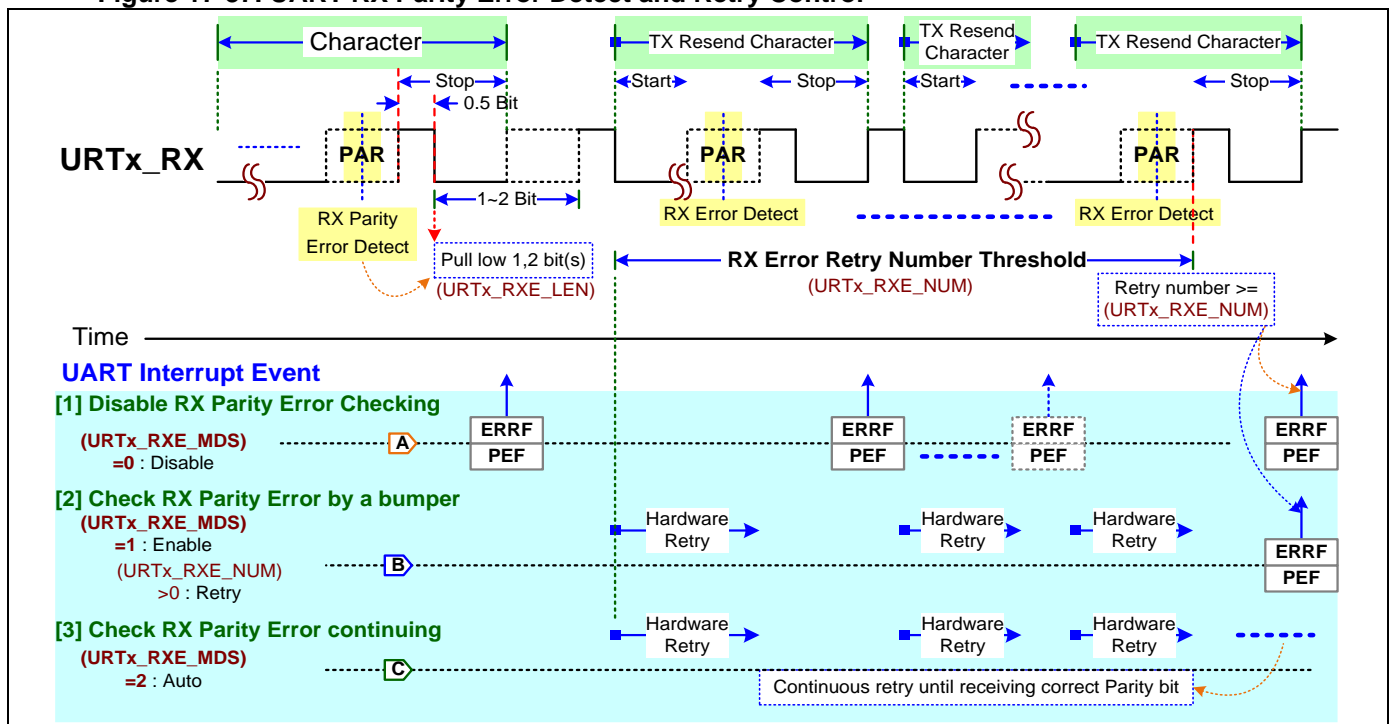 Character
TX Resend Character
TX Resend
Character
TX Resend Character
Stop
Start
Stop
Start
Stop
0.5 Bit
URTx_RX
PAR
PAR
PAR
1~2 Bit
RX Parity
Error Detect
RX Error Detect
RX Error Detect
Pull low 1,2 bit(s)
(URTx_RXE_LEN)
RX Error Retry Number Threshold
(URTx_RXE_NUM)
Retry number >=
(URTx_RXE_NUM)
Time
UART Interrupt Event
[1] Disable RX Parity Error Checking
(URTx_RXE_MDS)
=0 : Disable
A
ERRF
PEF
ERRF
PEF
ERRF
PEF
ERRF
PEF
[2] Check RX Parity Error by a bumper
(URTx_RXE_MDS)
=1 : Enable
(URTx_RXE_NUM)
>0 : Retry
B
Hardware
Retry
Hardware
Retry
Hardware
Retry
ERRF
PEF
[3] Check RX Parity Error continuing
(URTx_RXE_MDS)
=2 : Auto
C
Hardware
Retry
Hardware
Retry
Hardware
Retry
Continuous retry until receiving correct Parity bit